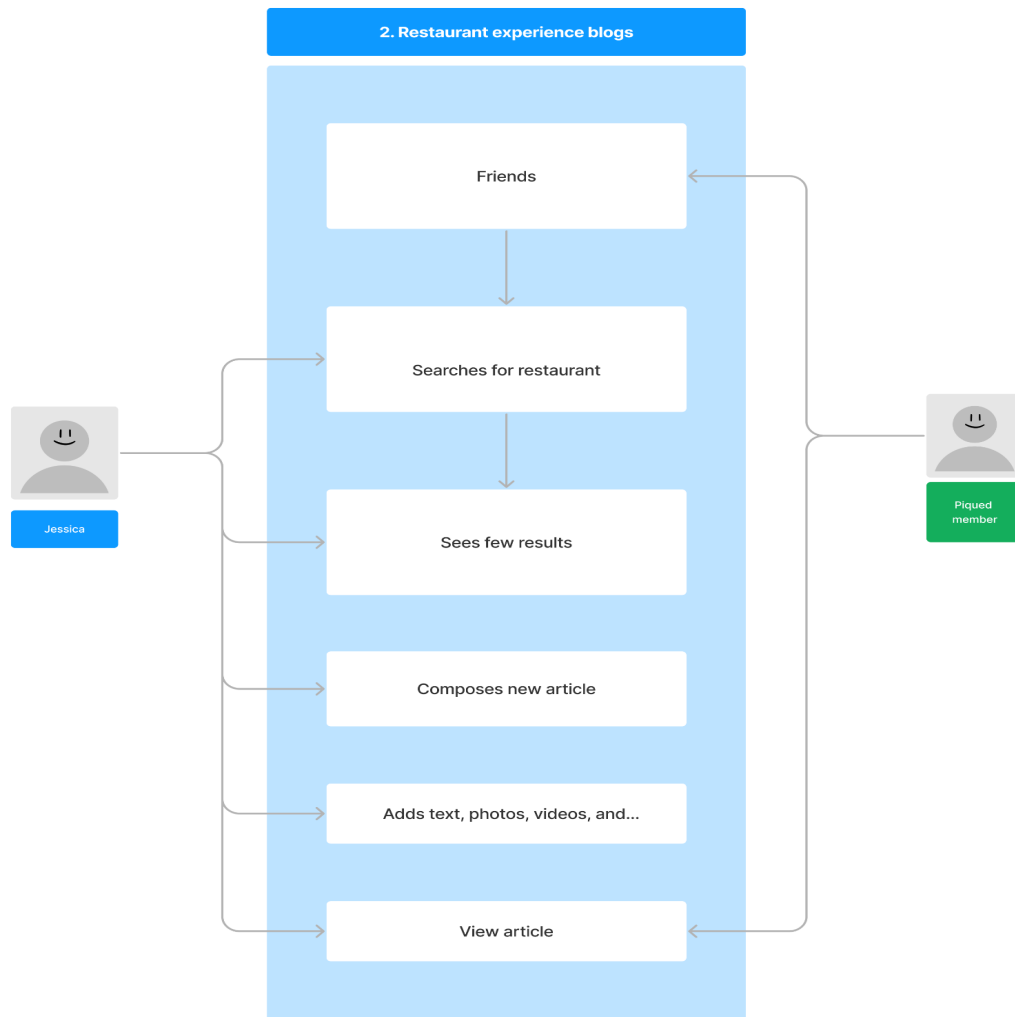 2. Restaurant experience blogs
Friends
Searches for restaurant
Jessica
Piqued
member
Sees few results
Composes new article
Adds text, photos, videos, and...
View article